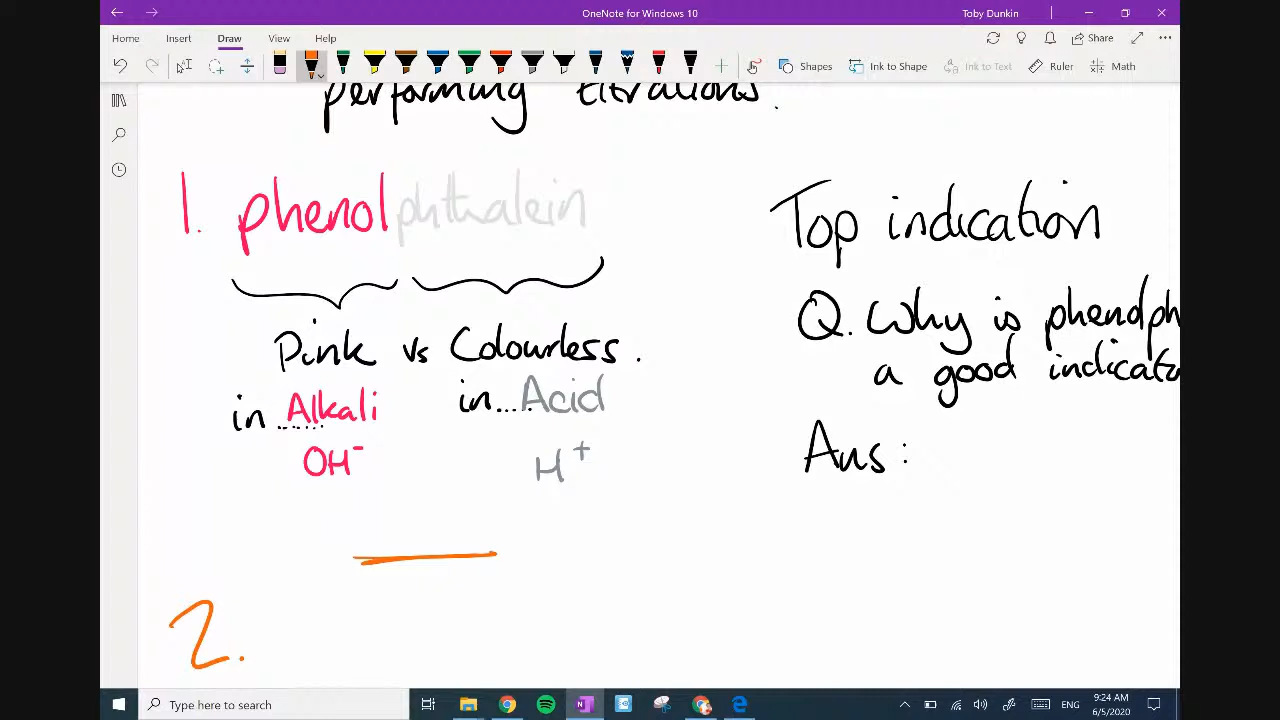 OneNote for Windows 10
Toby Dunkin
Home Insert Draw View Help
Share
Shapes Ink to Shape Ink to Text Ruler Math
performing titrations.
1. phenolphthalein
Pink vs Colourless.
in Alkali in....Acid
OH⁻ H⁺
2.
Top indication
Q. Why is phenolph
a good indicato
Ans:
Type here to search
ENG
9:24 AM
6/5/2020